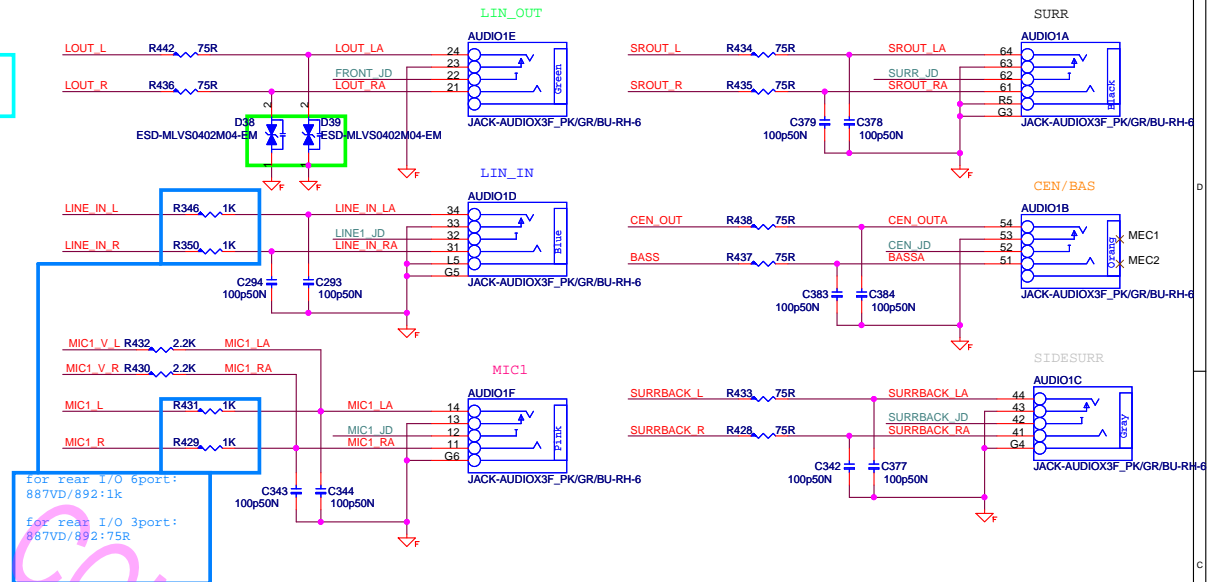 LIN_OUT
AUDIO1E
LOUT_L R442 75R LOUT_LA 24
23
FRONT_JD 22
LOUT_R R436 75R LOUT_RA 21
Green
JACK-AUDIOX3F_PK/GR/BU-RH-6
2 2
D38 D39
ESD-MLVS0402M04-EM ESD-MLVS0402M04-EM
1 1
F F F
SURR
AUDIO1A
SROUT_L R434 75R SROUT_LA 64
63
SURR_JD 62
SROUT_R R435 75R SROUT_RA 61
R5
G3
Black
JACK-AUDIOX3F_PK/GR/BU-RH-6
C379 C378
100p50N 100p50N
F
LIN_IN
AUDIO1D
LINE_IN_L R346 1K LINE_IN_LA 34
33
LINE1_JD 32
LINE_IN_R R350 1K LINE_IN_RA 31
L5
G5
Blue
JACK-AUDIOX3F_PK/GR/BU-RH-6
C294 C293
100p50N 100p50N
F
CEN/BAS
AUDIO1B
CEN_OUT R438 75R CEN_OUTA 54
53
CEN_JD 52
BASS R437 75R BASSA 51
Orang
MEC1
MEC2
JACK-AUDIOX3F_PK/GR/BU-RH-6
C383 C384
100p50N 100p50N
F
MIC1_V_L R432 2.2K MIC1_LA
MIC1_V_R R430 2.2K MIC1_RA
MIC1
AUDIO1F
MIC1_L R431 1K MIC1_LA 14
13
MIC1_JD 12
MIC1_R R429 1K MIC1_RA 11
G6
Pink
JACK-AUDIOX3F_PK/GR/BU-RH-6
C343 C344
100p50N 100p50N
F
SIDESURR
AUDIO1C
SURRBACK_L R433 75R SURRBACK_LA 44
43
SURRBACK_JD 42
SURRBACK_R R428 75R SURRBACK_RA 41
G4
Gray
JACK-AUDIOX3F_PK/GR/BU-RH-6
C342 C377
100p50N 100p50N
F
for rear I/O 6port:
887VD/892:1k
for rear I/O 3port:
887VD/892:75R
D
C